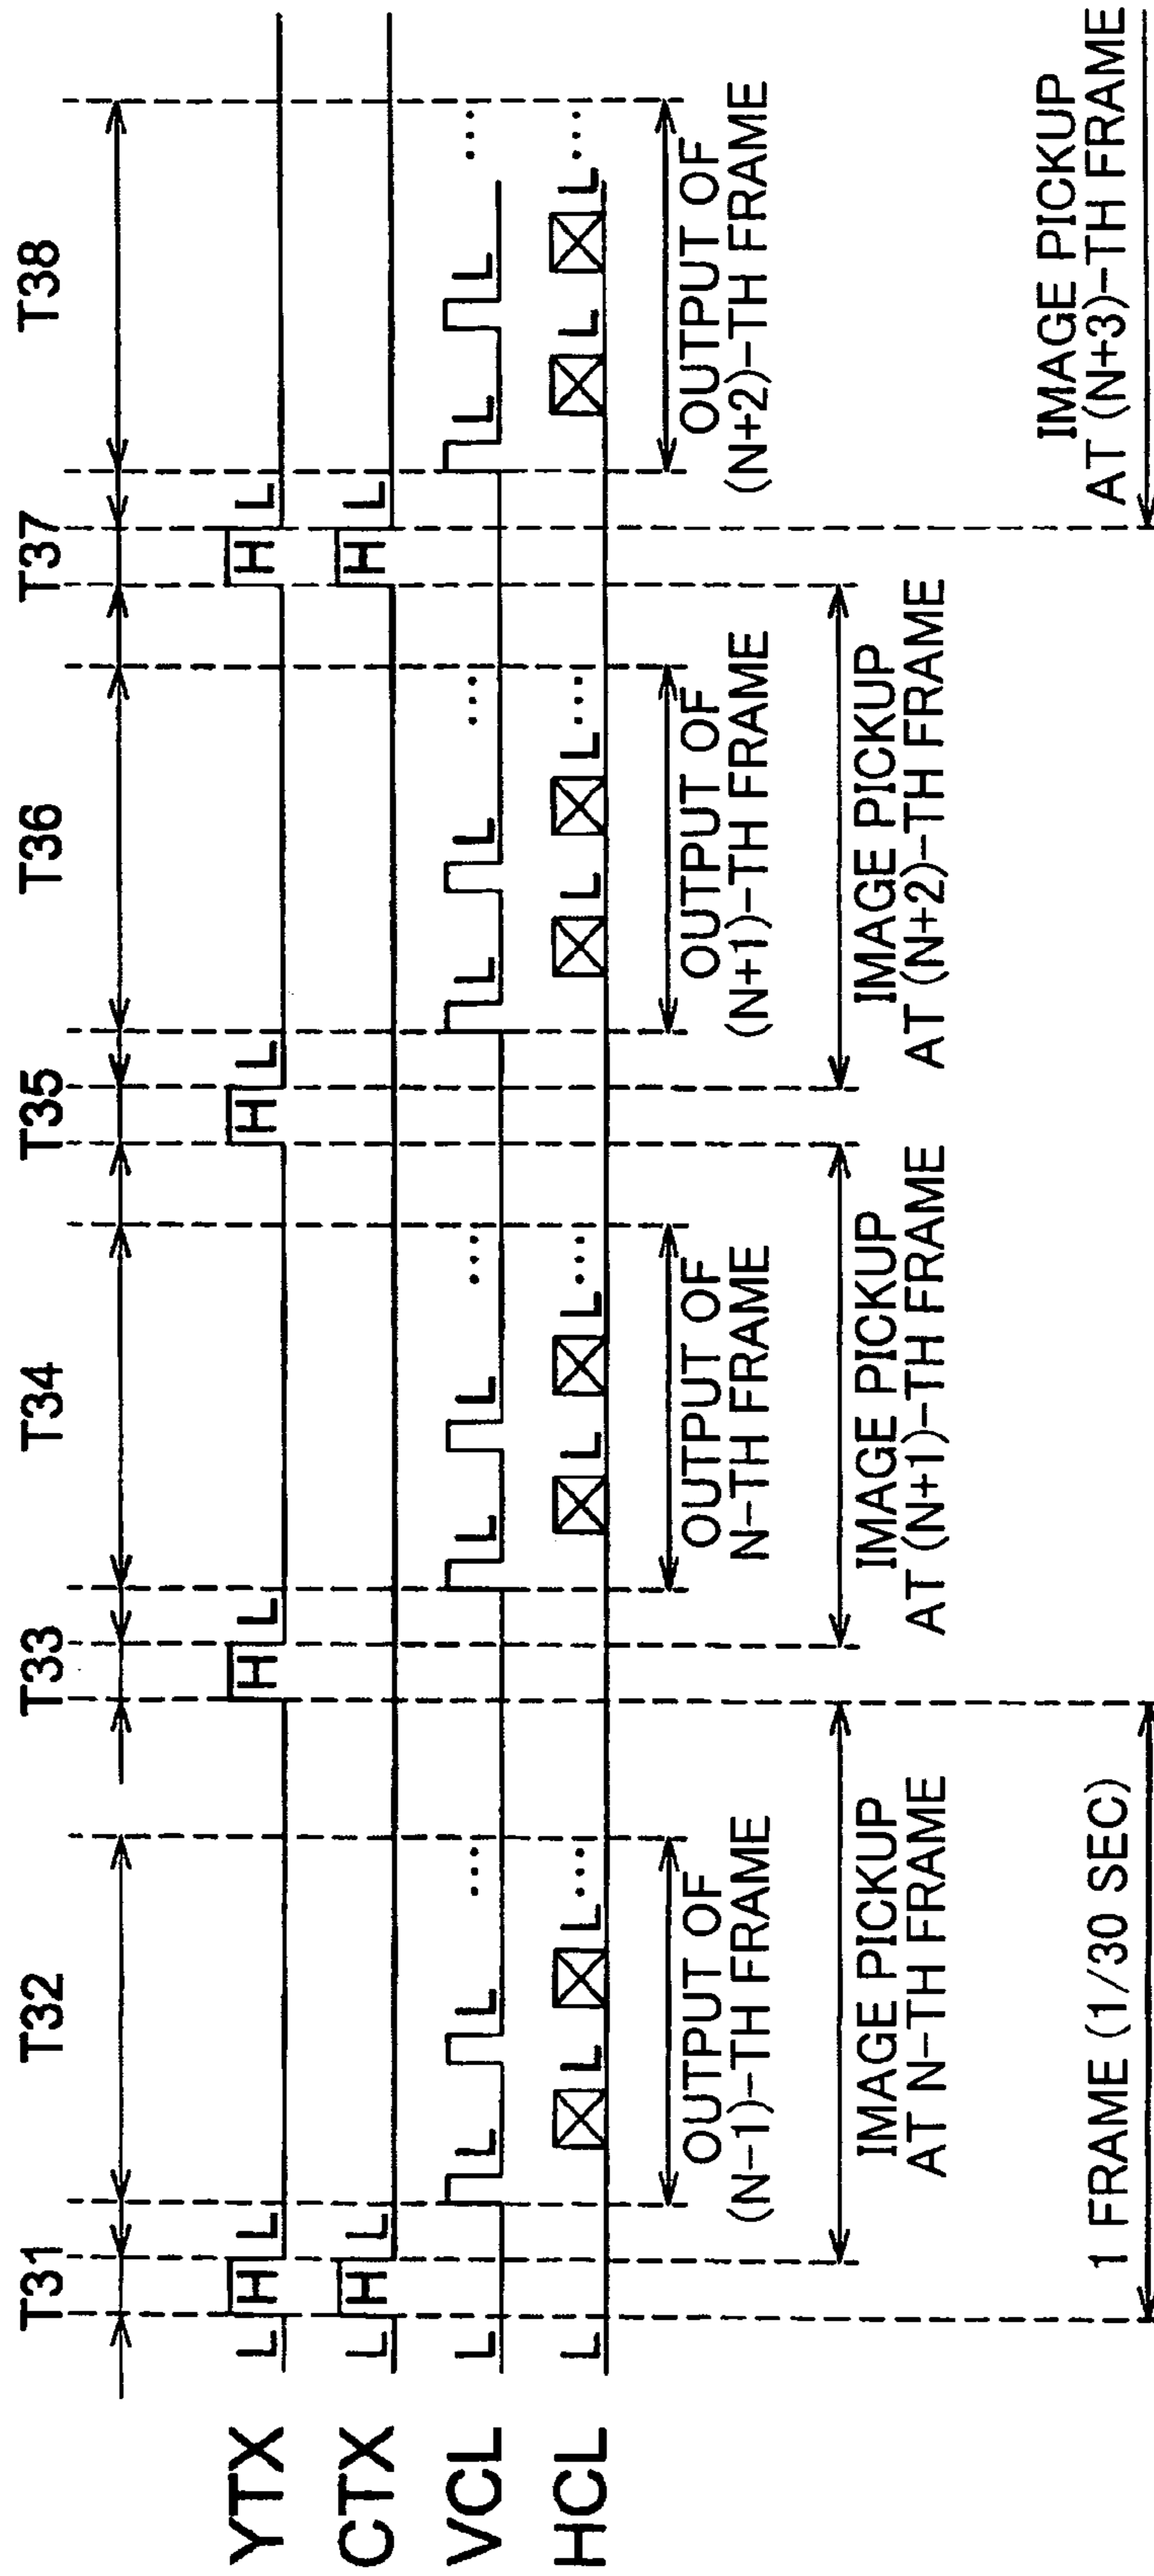 T31 T32 T33 T34 T35 T36 T37 T38
YTX L H L H L H L H L
CTX L H L H L
VCL L L L ... L L ... L L ... L L ...
HCL L L L ... L L ... L L ... L L ...
OUTPUT OF
(N-1)-TH FRAME
OUTPUT OF
N-TH FRAME
OUTPUT OF
(N+1)-TH FRAME
OUTPUT OF
(N+2)-TH FRAME
IMAGE PICKUP
AT N-TH FRAME
IMAGE PICKUP
AT (N+1)-TH FRAME
IMAGE PICKUP
AT (N+2)-TH FRAME
IMAGE PICKUP
AT (N+3)-TH FRAME
1 FRAME (1/30 SEC)